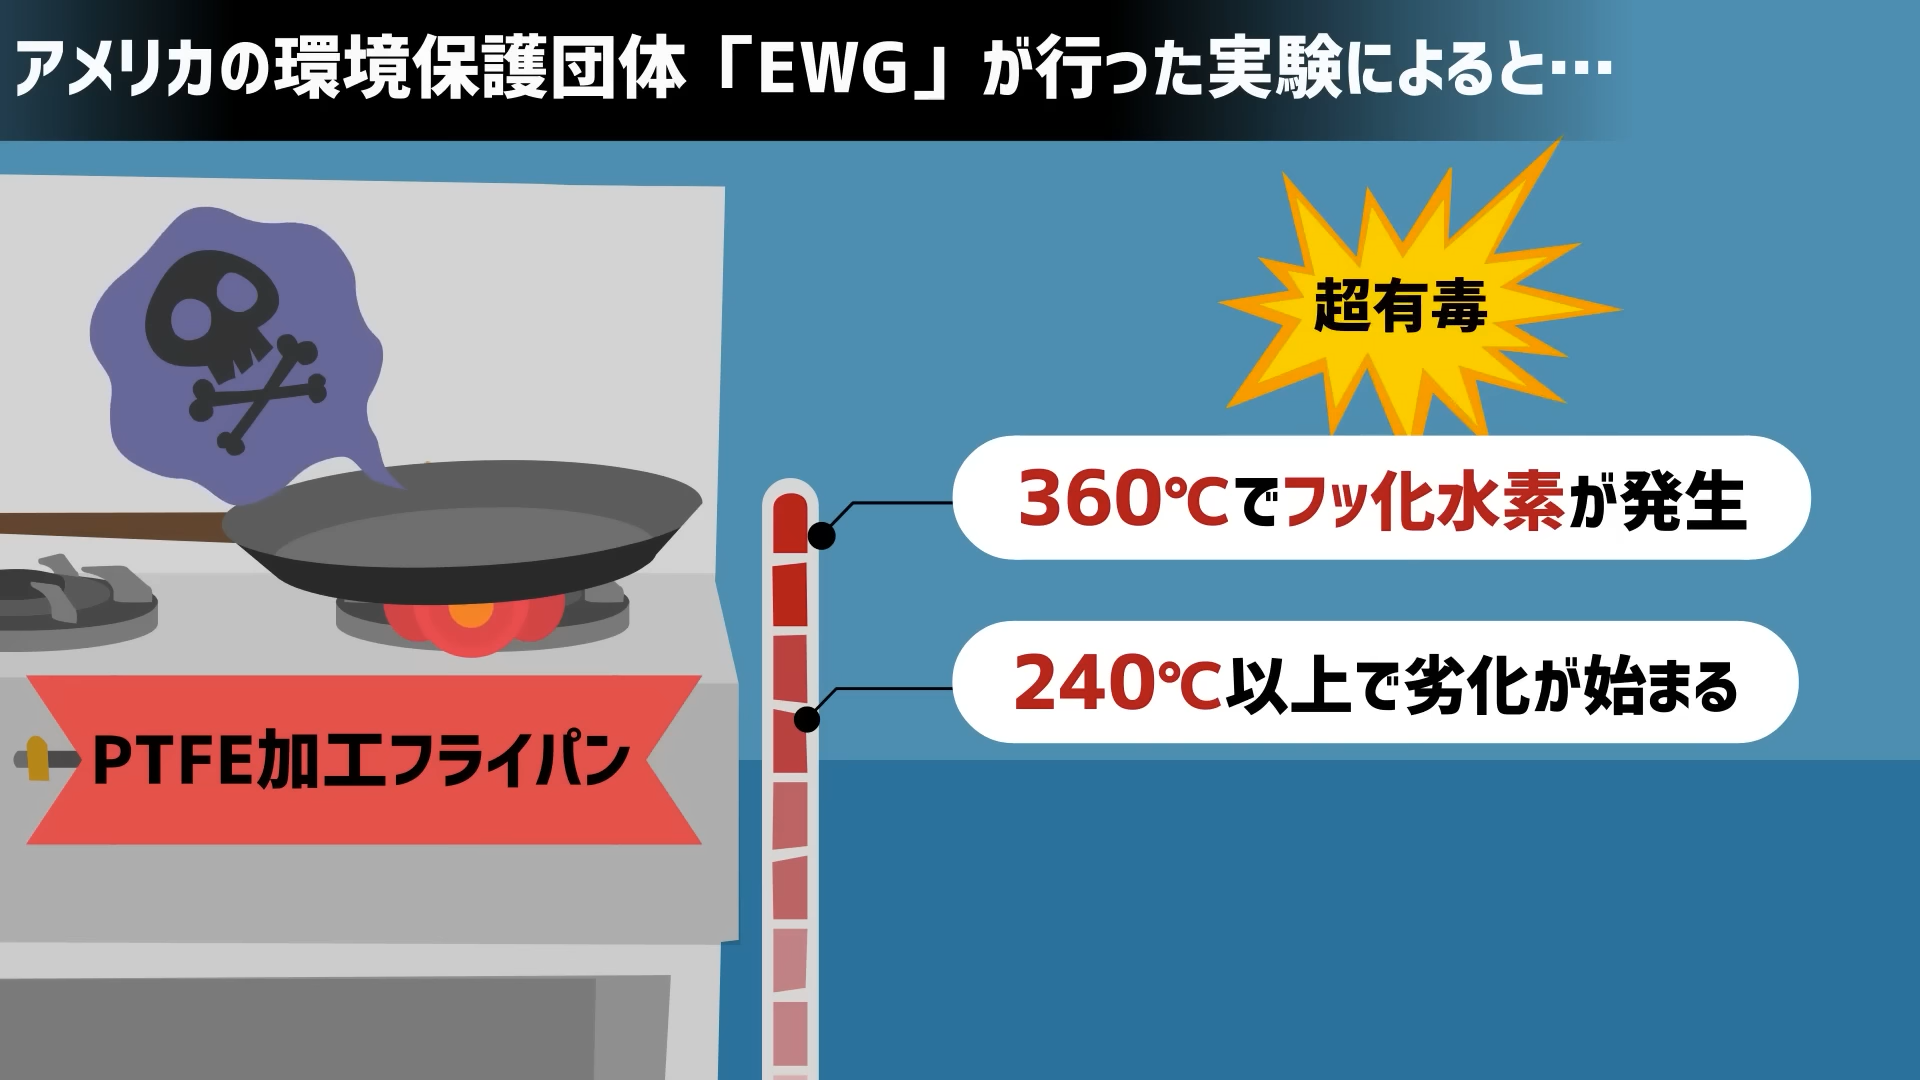 アメリカの環境保護団体「EWG」が行った実験によると…
超有毒
360℃でフッ化水素が発生
240℃以上で劣化が始まる
PTFE加工フライパン